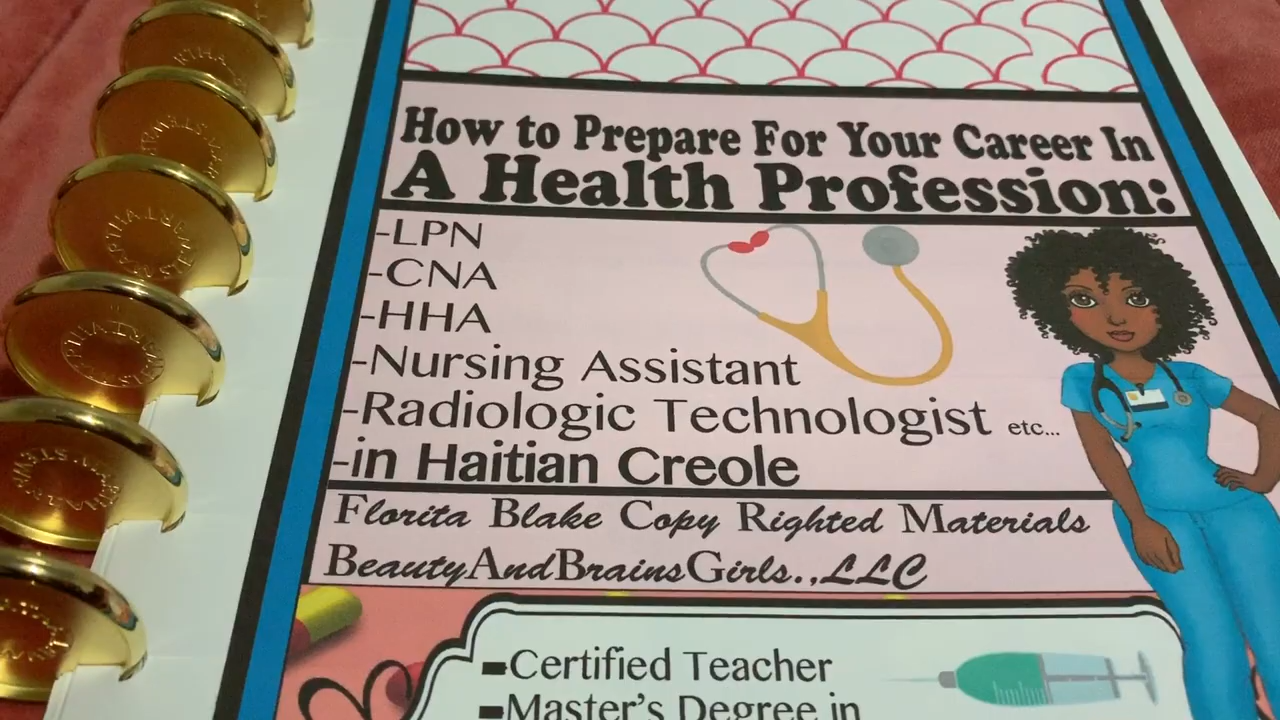 How to Prepare For Your Career In
A Health Profession:
-LPN
-CNA
-HHA
-Nursing Assistant
-Radiologic Technologist etc...
-in Haitian Creole
Florita Blake Copy Righted Materials
BeautyAndBrainsGirls.,LLC
-Certified Teacher
-Master's Degree in